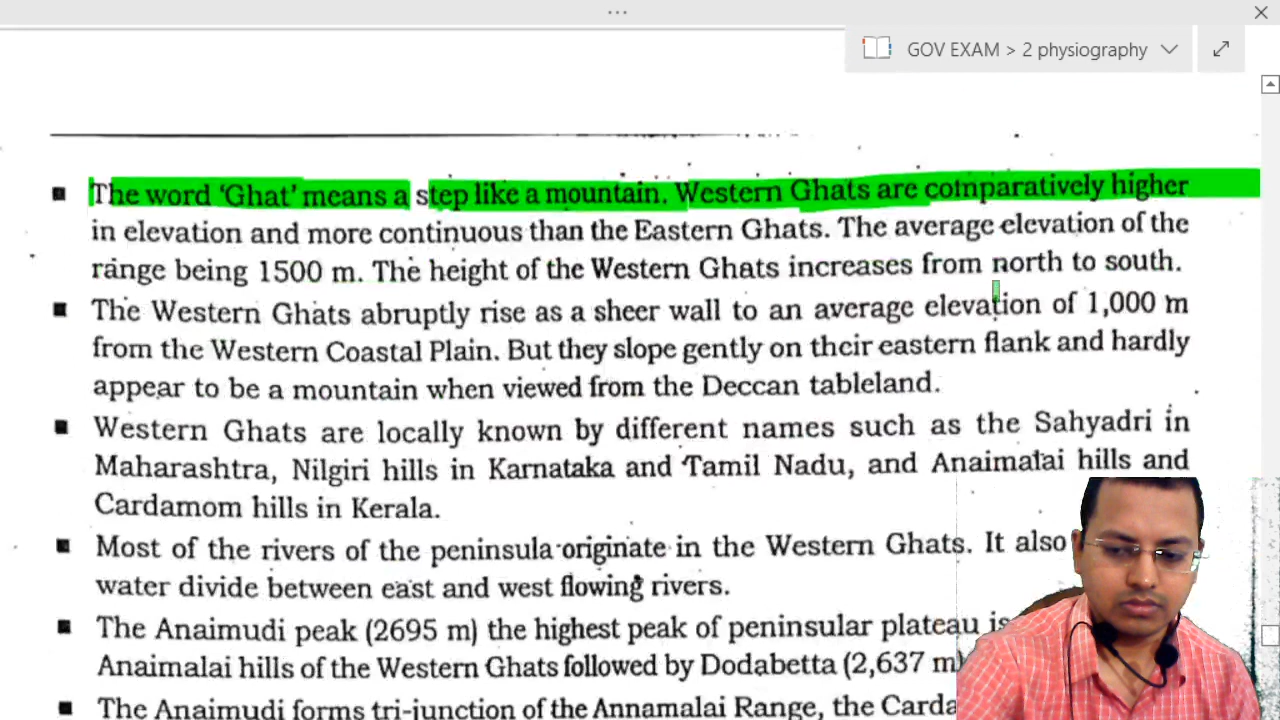 GOV EXAM > 2 physiography
The word 'Ghat' means a step like a mountain. Western Ghats are comparatively higher
in elevation and more continuous than the Eastern Ghats. The average elevation of the
range being 1500 m. The height of the Western Ghats increases from north to south.
The Western Ghats abruptly rise as a sheer wall to an average elevation of 1,000 m
from the Western Coastal Plain. But they slope gently on their eastern flank and hardly
appear to be a mountain when viewed from the Deccan tableland.
Western Ghats are locally known by different names such as the Sahyadri in
Maharashtra, Nilgiri hills in Karnataka and Tamil Nadu, and Anaimalai hills and
Cardamom hills in Kerala.
Most of the rivers of the peninsula originate in the Western Ghats. It also
water divide between east and west flowing rivers.
The Anaimudi peak (2695 m) the highest peak of peninsular plateau is
Anaimalai hills of the Western Ghats followed by Dodabetta (2,637 m)
The Anaimudi forms tri-junction of the Annamalai Range, the Carda